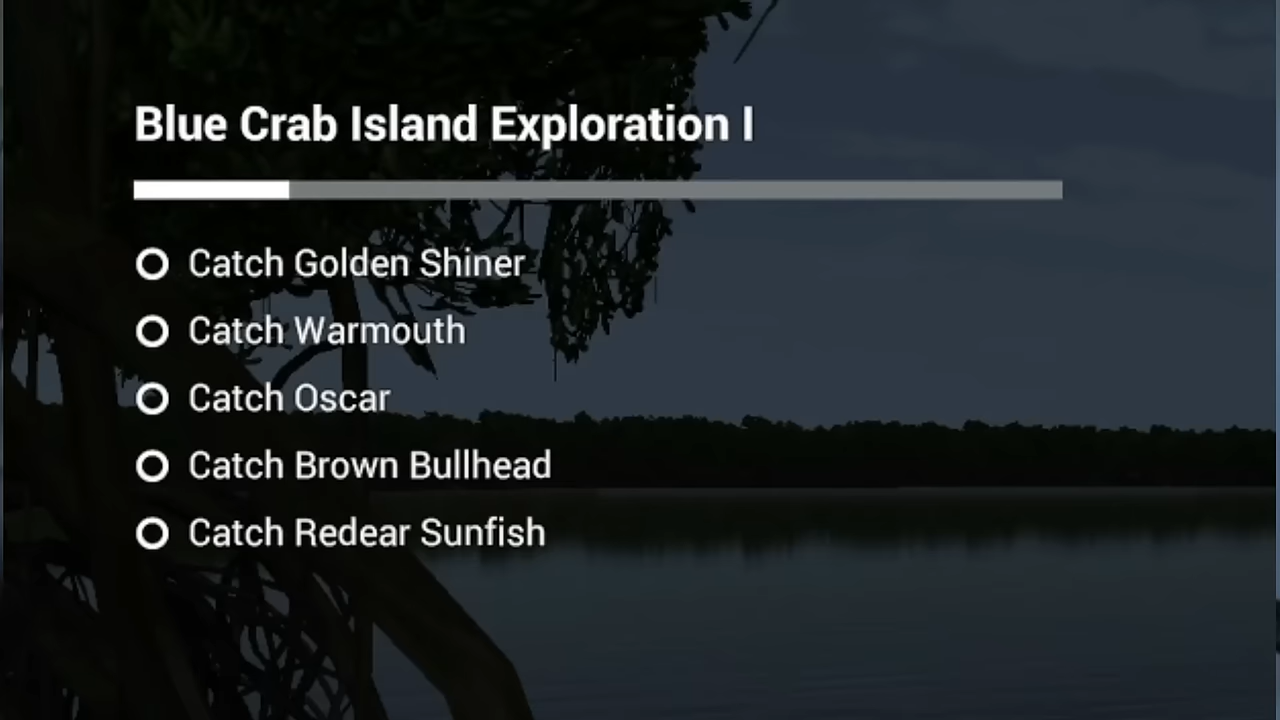 Blue Crab Island Exploration I
Catch Golden Shiner
Catch Warmouth
Catch Oscar
Catch Brown Bullhead
Catch Redear Sunfish